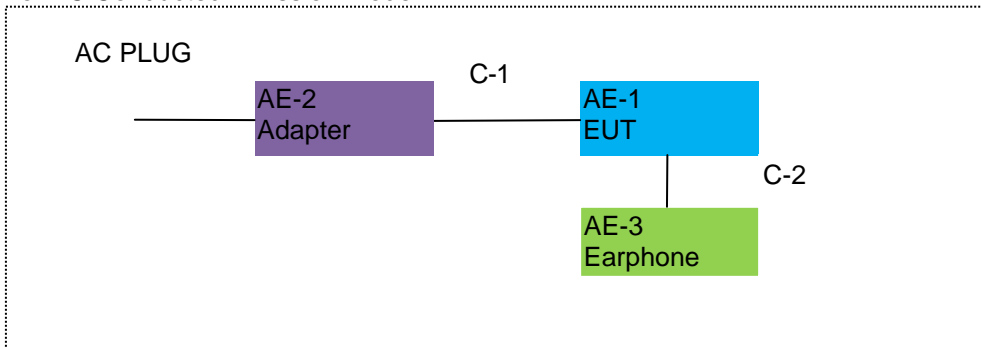 AC PLUG
C-1
AE-2
Adapter
AE-1
EUT
C-2
AE-3
Earphone